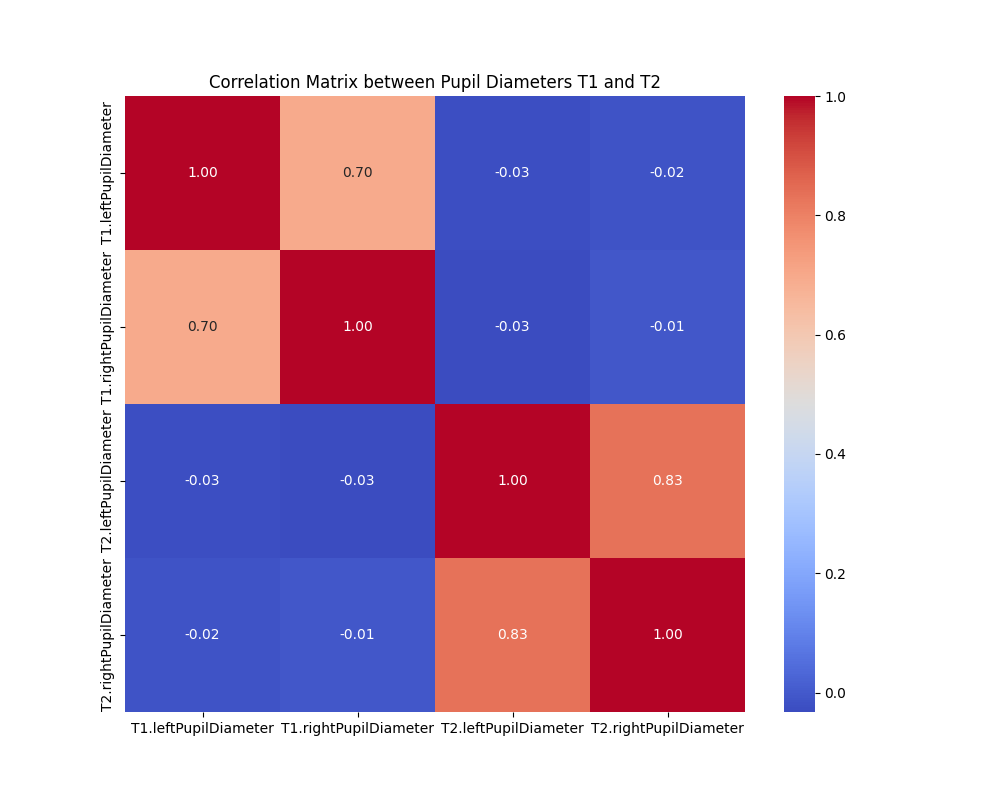 Correlation Matrix between Pupil Diameters T1 and T2
T1.leftPupilDiameter
1.00 0.70 -0.03 -0.02
T1.rightPupilDiameter
0.70 1.00 -0.03 -0.01
T2.leftPupilDiameter
-0.03 -0.03 1.00 0.83
T2.rightPupilDiameter
-0.02 -0.01 0.83 1.00
T1.leftPupilDiameter T1.rightPupilDiameter T2.leftPupilDiameter T2.rightPupilDiameter
1.0
0.8
0.6
0.4
0.2
0.0